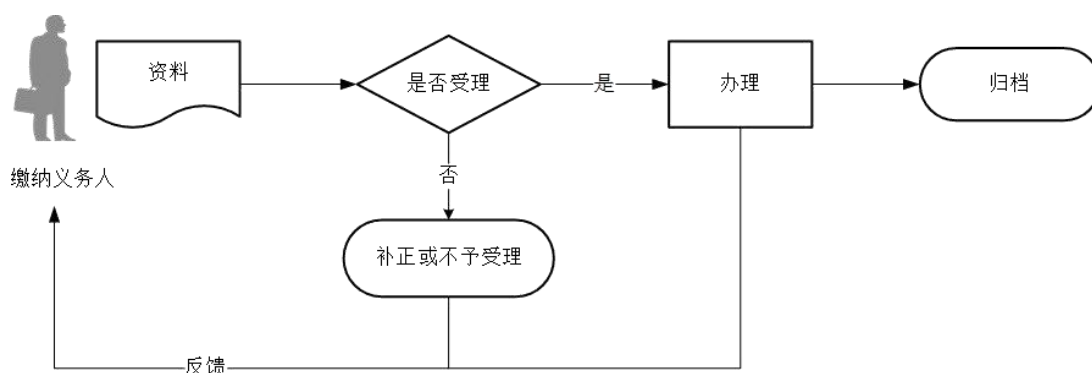 资料
是否受理
是
办理
归档
缴纳义务人
否
补正或不予受理
反馈